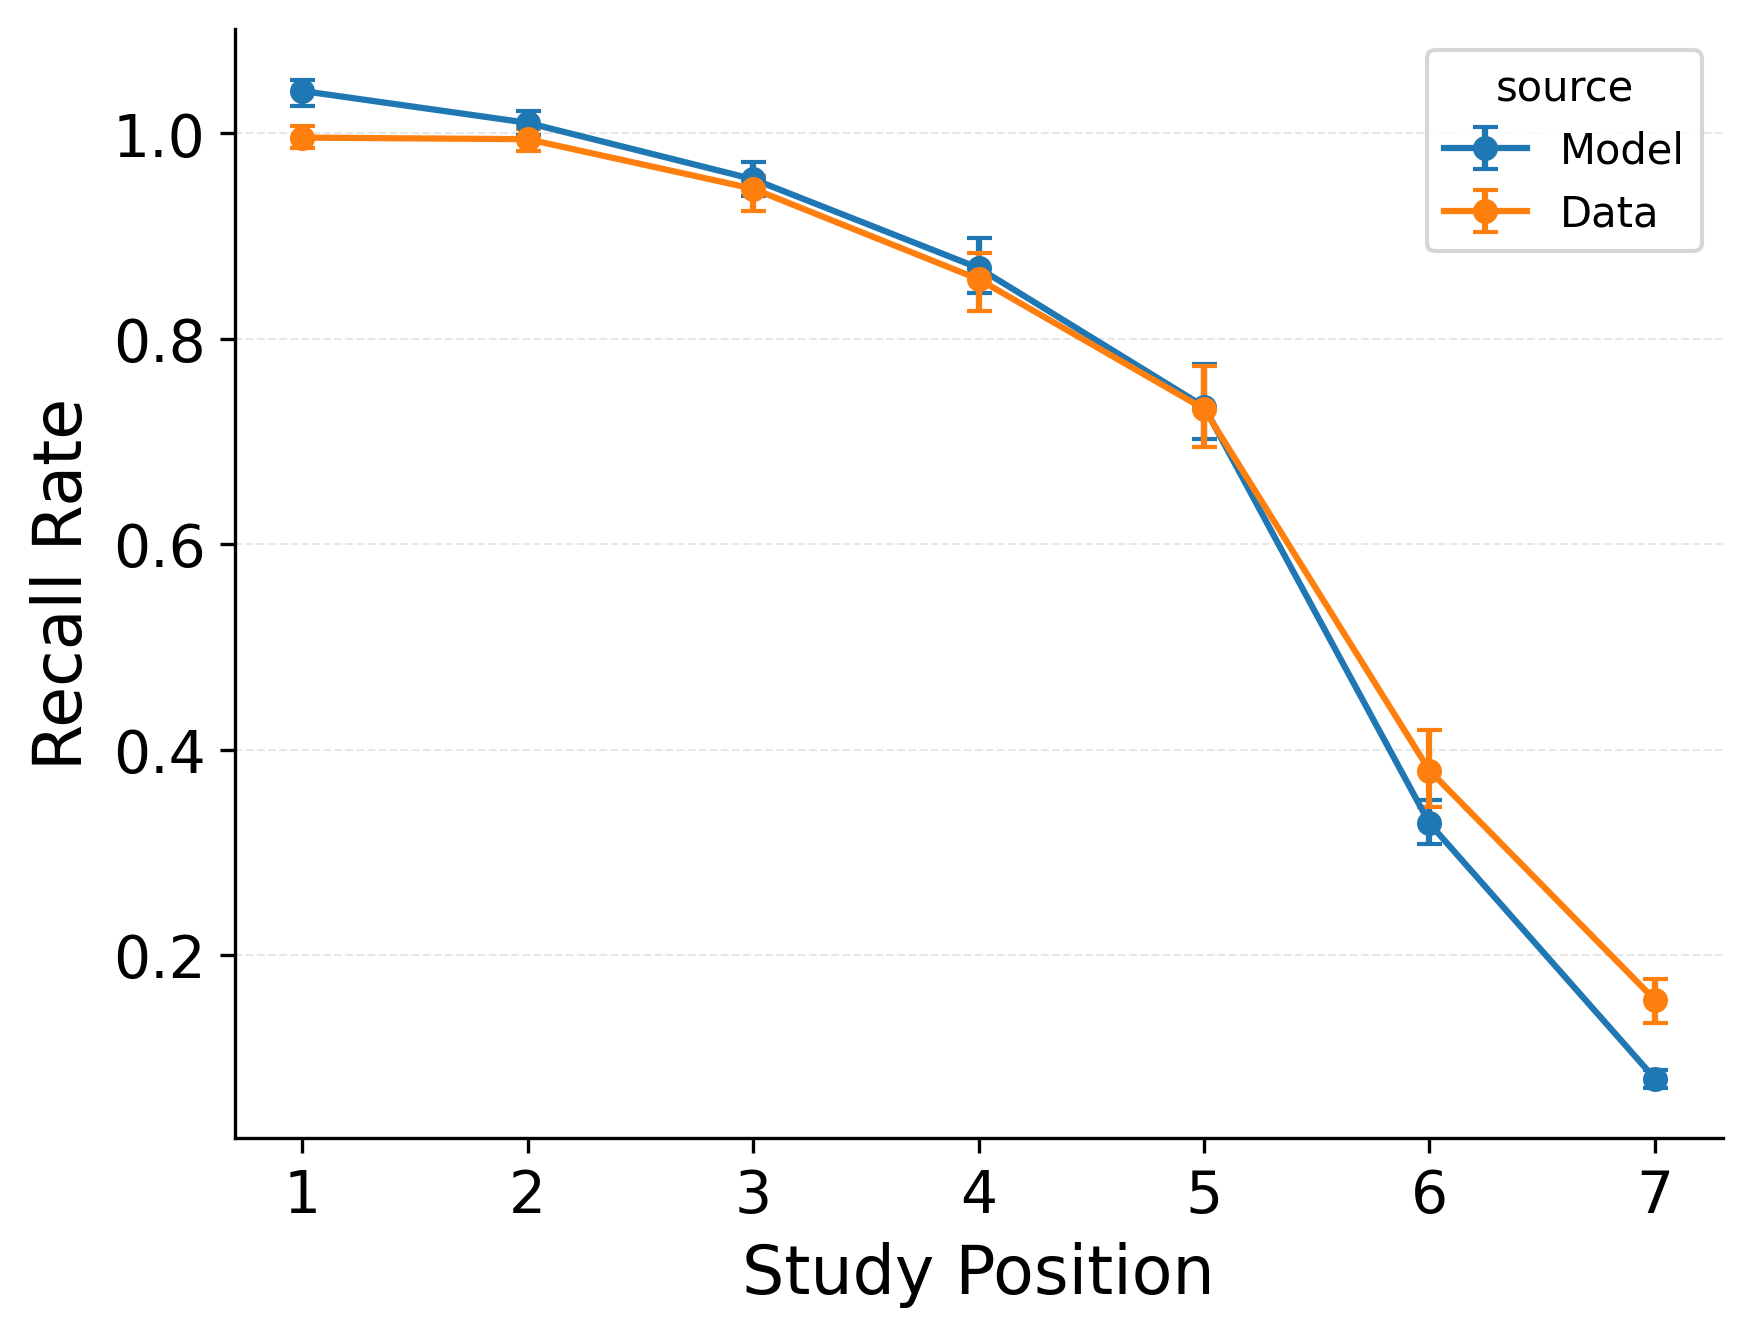 source
Model
Data
1.0
0.8
0.6
0.4
0.2
Recall Rate
1 2 3 4 5 6 7
Study Position